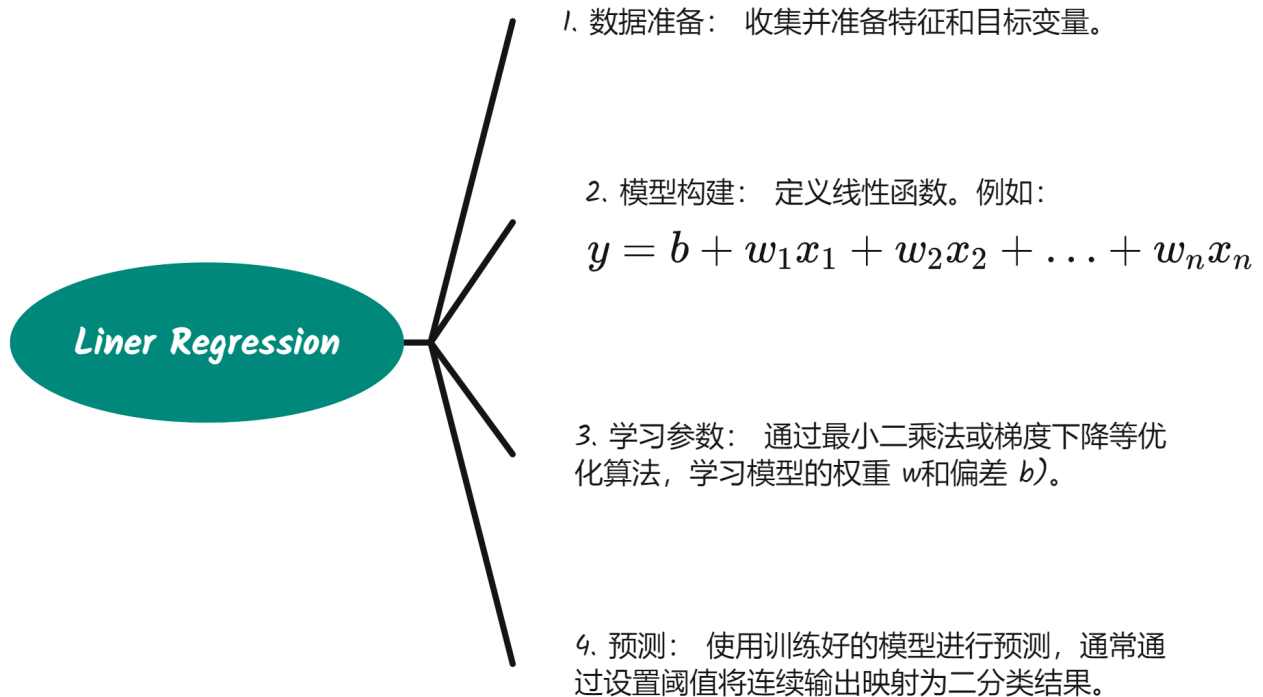 Liner Regression
1. 数据准备： 收集并准备特征和目标变量。
2. 模型构建： 定义线性函数。例如：
y = b + w₁x₁ + w₂x₂ + … + wₙxₙ
3. 学习参数： 通过最小二乘法或梯度下降等优
化算法，学习模型的权重 w和偏差 b)。
4. 预测： 使用训练好的模型进行预测，通常通
过设置阈值将连续输出映射为二分类结果。